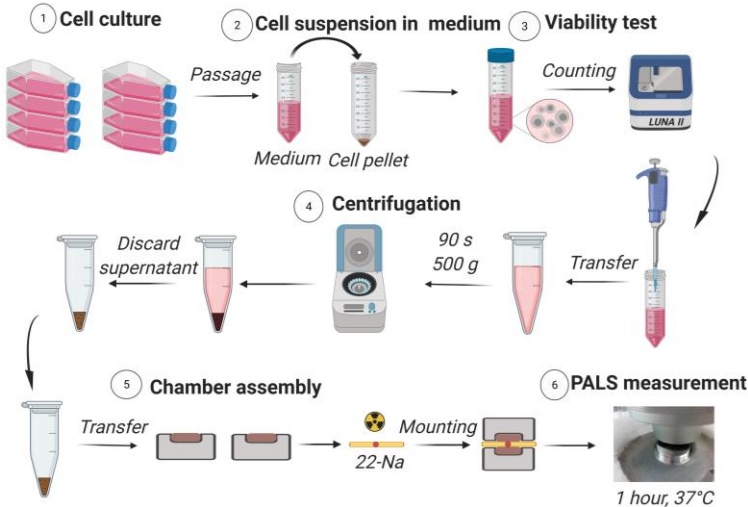 1 Cell culture
2 Cell suspension in medium
3 Viability test
Passage
Counting
Medium Cell pellet
LUNA II
4 Centrifugation
Discard
supernatant
90 s
500 g
Transfer
5 Chamber assembly
6 PALS measurement
Transfer
Mounting
22-Na
1 hour, 37°C